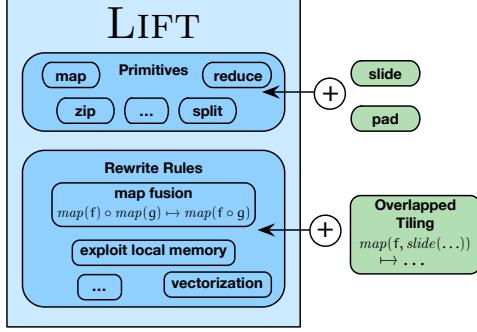 LIFT
Primitives
map
reduce
zip
...
split
+
slide
pad
Rewrite Rules
map fusion
map(f) ∘ map(g) ↦ map(f ∘ g)
exploit local memory
...
vectorization
+
Overlapped
Tiling
map(f, slide(...))
↦ ...